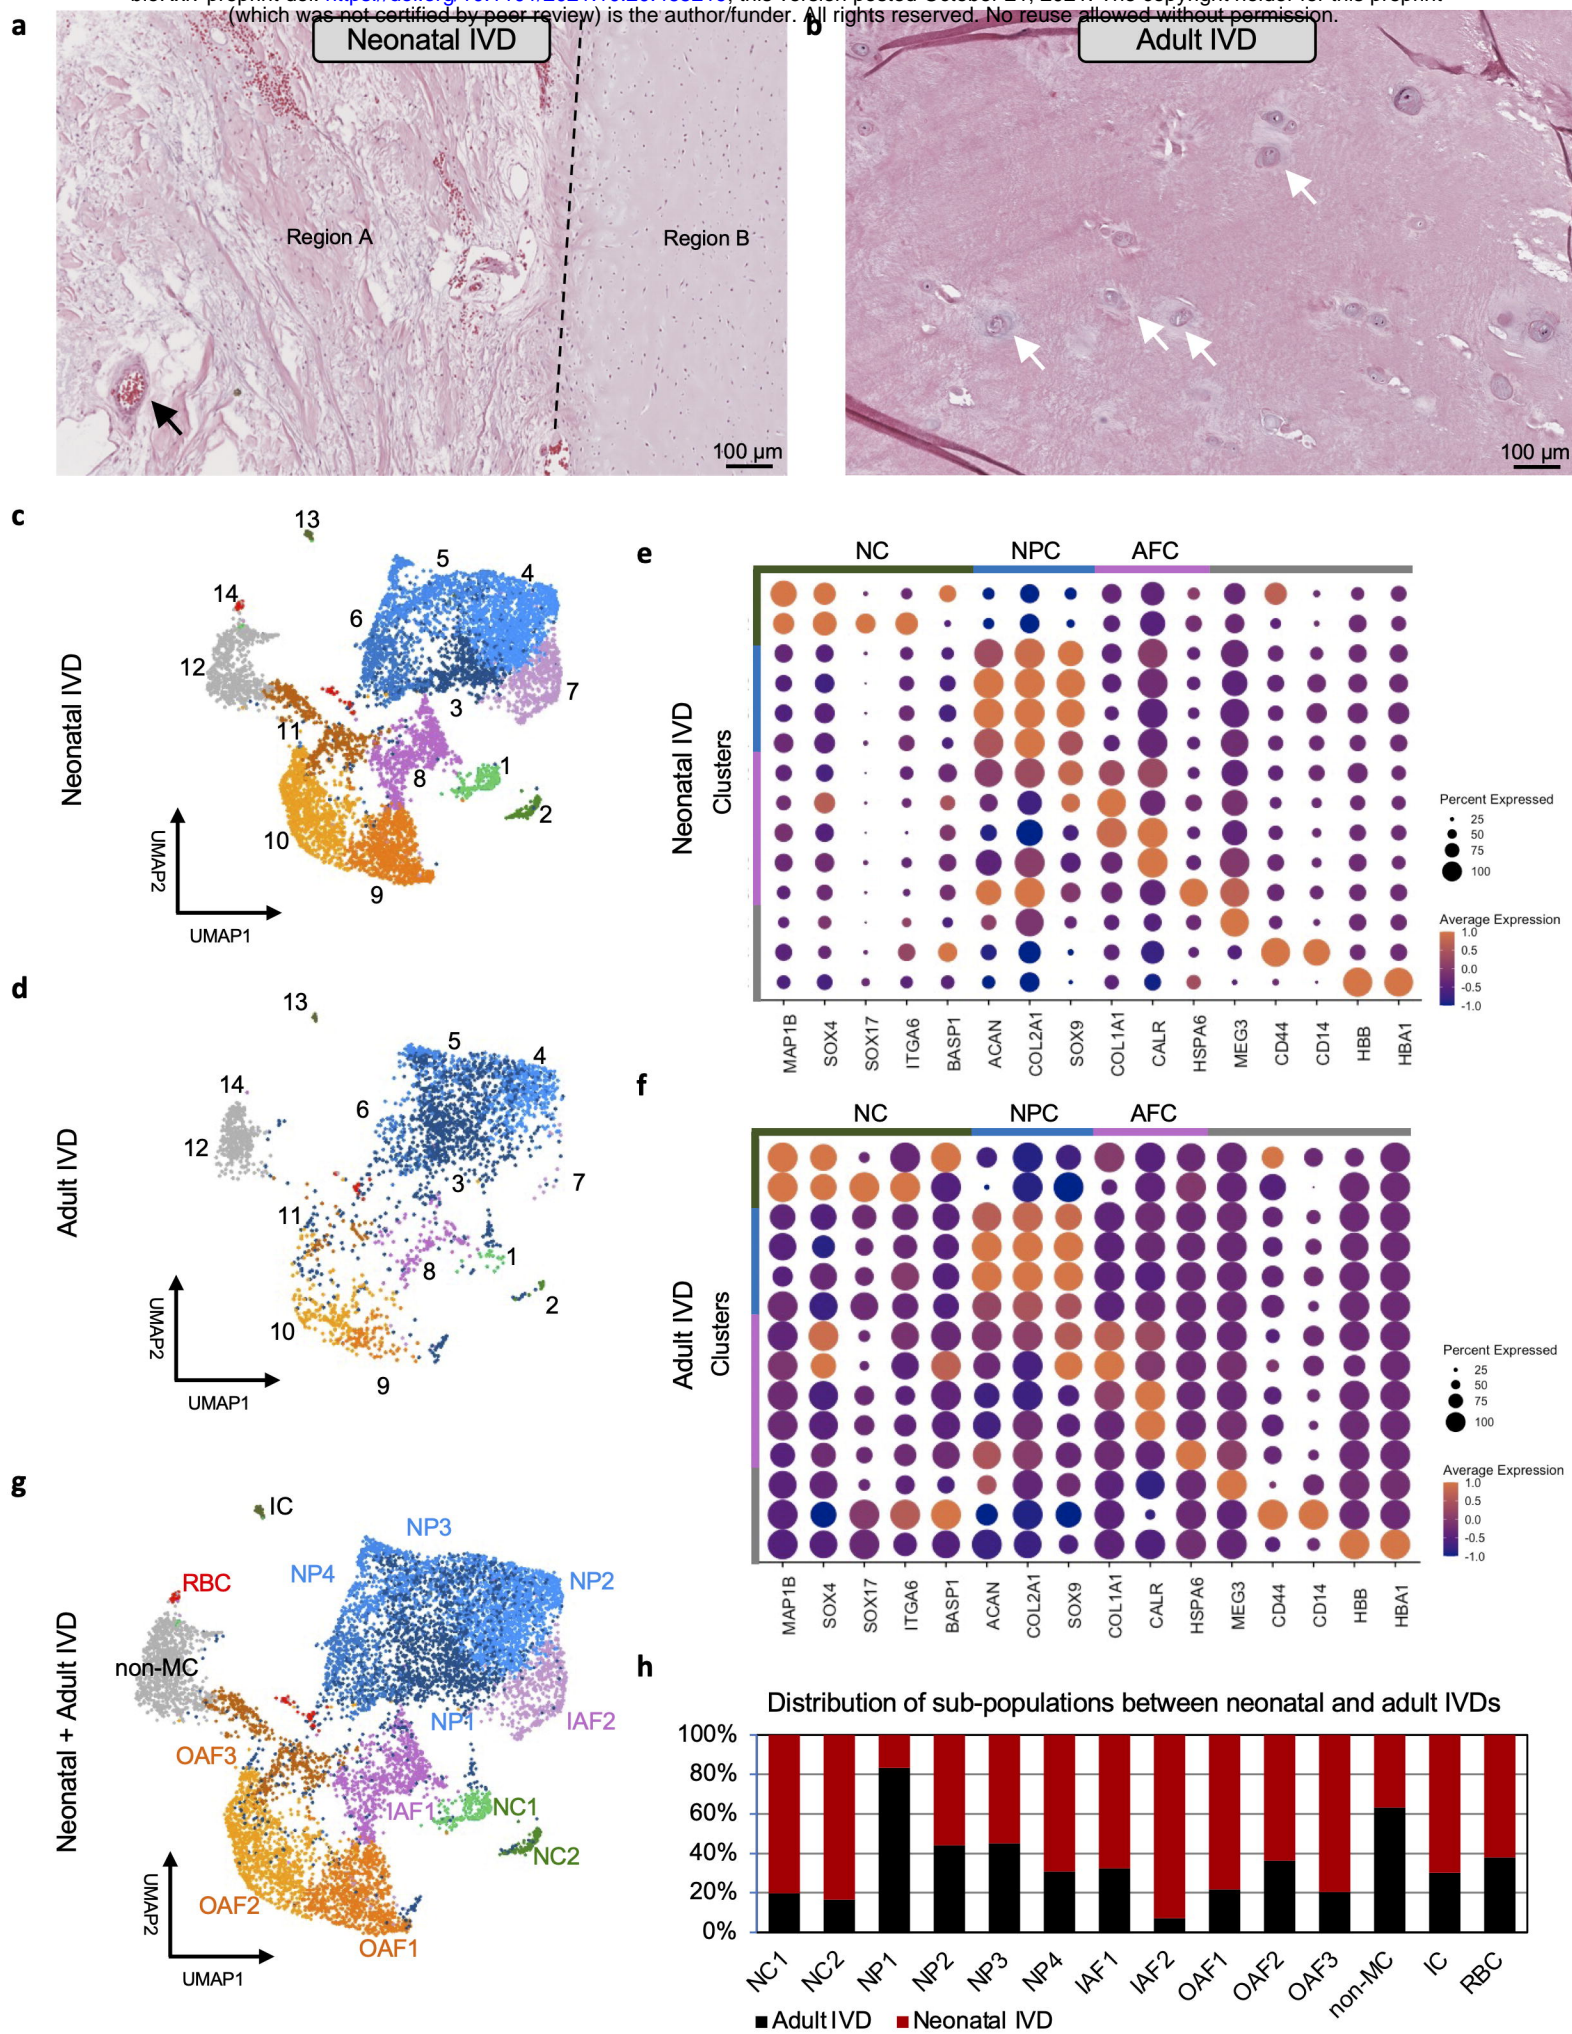 (which was not certified by peer review) is the author/funder. All rights reserved. No reuse allowed without permission.
a
Neonatal IVD
Region A
Region B
100 µm
b
Adult IVD
100 µm
c
Neonatal IVD
13
5
4
14
6
12
7
3
11
8
1
2
10
9
UMAP2
UMAP1
d
Adult IVD
13
5
4
14
6
12
3
7
11
8
1
2
10
9
UMAP2
UMAP1
e
NC NPC AFC
Neonatal IVD
Clusters
Percent Expressed
25
50
75
100
Average Expression
1.0
0.5
0.0
-0.5
-1.0
MAP1B SOX4 SOX17 ITGA6 BASP1 ACAN COL2A1 SOX9 COL1A1 CALR HSPA6 MEG3 CD44 CD14 HBB HBA1
f
NC NPC AFC
Adult IVD
Clusters
Percent Expressed
25
50
75
100
Average Expression
1.0
0.5
0.0
-0.5
-1.0
MAP1B SOX4 SOX17 ITGA6 BASP1 ACAN COL2A1 SOX9 COL1A1 CALR HSPA6 MEG3 CD44 CD14 HBB HBA1
g
Neonatal + Adult IVD
IC
NP3
RBC
NP4
NP2
non-MC
NP1
IAF2
OAF3
IAF1
NC1
NC2
OAF2
OAF1
UMAP2
UMAP1
h
Distribution of sub-populations between neonatal and adult IVDs
100%
80%
60%
40%
20%
0%
NC1 NC2 NP1 NP2 NP3 NP4 IAF1 IAF2 OAF1 OAF2 OAF3 non-MC IC RBC
Adult IVD Neonatal IVD